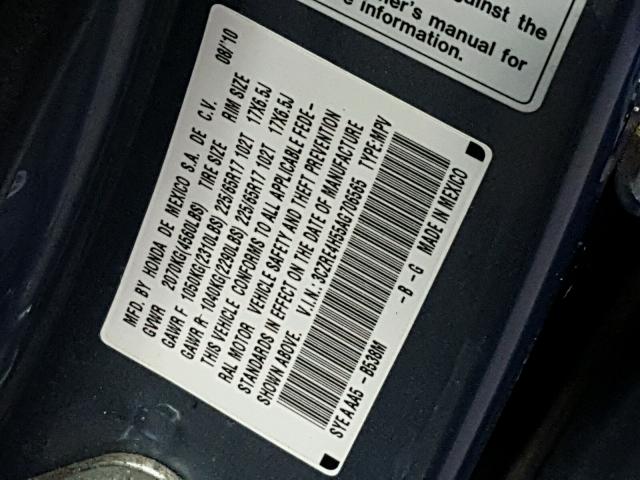 against the
ner's manual for
e information.
MFD. BY HONDA DE MEXICO S.A. DE C.V. 08/10
GVWR 2070KG(4560LBS) TIRE SIZE RIM SIZE
GAWR F 1050KG(2310LBS) 225/65R17 102T 17X6.5J
GAWR R 1040KG(2290LBS) 225/65R17 102T 17X6.5J
THIS VEHICLE CONFORMS TO ALL APPLICABLE FEDE-
RAL MOTOR VEHICLE SAFETY AND THEFT PREVENTION
STANDARDS IN EFFECT ON THE DATE OF MANUFACTURE
SHOWN ABOVE. V.I.N.: 3CZRE4H55AG706565 TYPE:MPV
SYEAAA5 -B538M -B -G MADE IN MEXICO